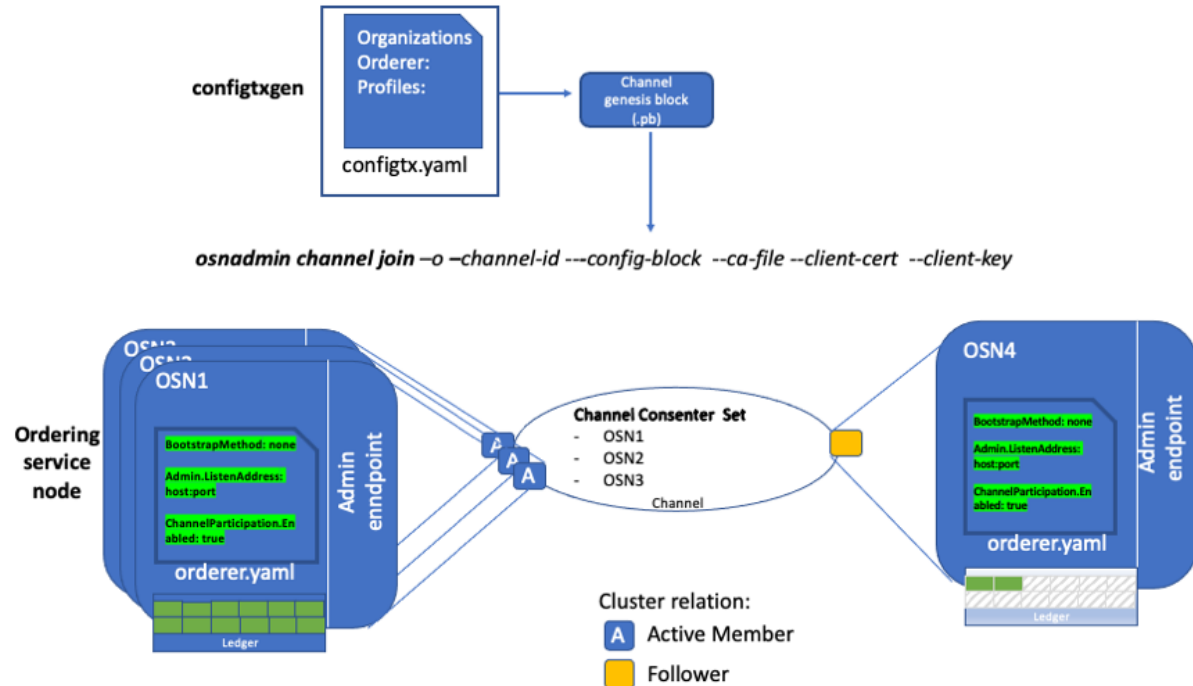 Organizations
Orderer:
Profiles:
configtxgen
configtx.yaml
Channel
genesis block
(.pb)
osnadmin channel join –o –channel-id ---config-block --ca-file --client-cert --client-key
Ordering
service
node
OSN1
BootstrapMethod: none
Admin.ListenAddress:
host:port
ChannelParticipation.En
abled: true
orderer.yaml
Admin
enndpoint
Ledger
A
A
A
Channel Consenter Set
- OSN1
- OSN2
- OSN3
Channel
OSN4
BootstrapMethod: none
Admin.ListenAddress:
host:port
ChannelParticipation.En
abled: true
orderer.yaml
Admin
endpoint
Ledger
Cluster relation:
A Active Member
Follower